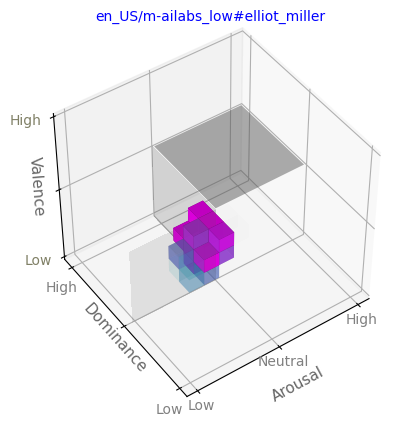 en_US/m-ailabs_low#elliot_miller
High
Valence
Low
High
Dominance
Low
Low
Neutral
High
Arousal